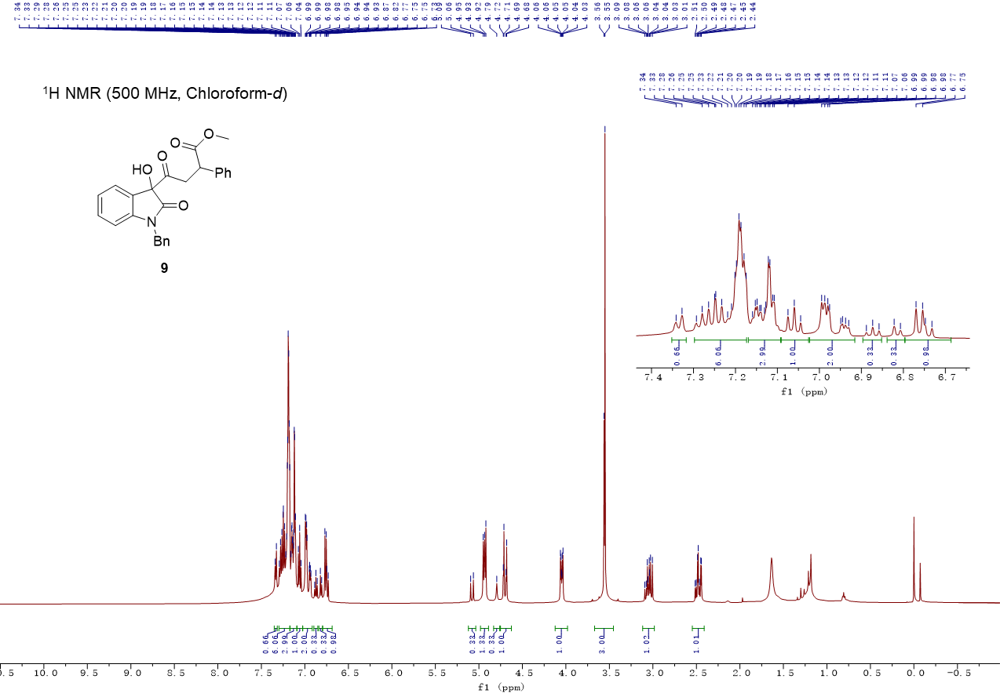 7.34 7.33 7.29 7.28 7.26 7.25 7.25 7.23 7.22 7.21 7.20 7.20 7.19 7.19 7.18 7.17 7.16 7.15 7.15 7.14 7.14 7.13 7.13 7.12 7.12 7.11 7.11 7.07 7.06 7.04 6.99 6.99 6.98 6.98 6.95 6.94 6.94 6.93 6.87 6.82 6.77 6.75 6.75 6.73 5.09 5.06 4.95 4.93 4.92 4.79 4.72 4.71 4.69 4.68 4.06 4.06 4.05 4.05 4.04 4.03 3.56 3.55 3.09 3.08 3.06 3.06 3.04 3.04 3.03 3.01 2.51 2.50 2.49 2.48 2.47 2.45 2.44
7.34 7.33 7.28 7.26 7.25 7.25 7.23 7.22 7.21 7.20 7.20 7.19 7.19 7.18 7.17 7.16 7.15 7.15 7.14 7.14 7.13 7.13 7.12 7.12 7.11 7.11 7.07 7.06 6.99 6.99 6.98 6.98 6.77 6.75
¹H NMR (500 MHz, Chloroform-d)
O
O
O
HO
Ph
O
N
Bn
9
0.66 6.06 2.99 1.00 2.00 0.33 0.33 0.98
7.4 7.3 7.2 7.1 7.0 6.9 6.8 6.7
f1 (ppm)
0.66 6.06 2.99 1.00 2.00 0.33 0.33 0.98 0.33 1.33 0.33 1.00 1.00 3.00 1.02 1.01
0.5 10.0 9.5 9.0 8.5 8.0 7.5 7.0 6.5 6.0 5.5 5.0 4.5 4.0 3.5 3.0 2.5 2.0 1.5 1.0 0.5 0.0 -0.5
f1 (ppm)